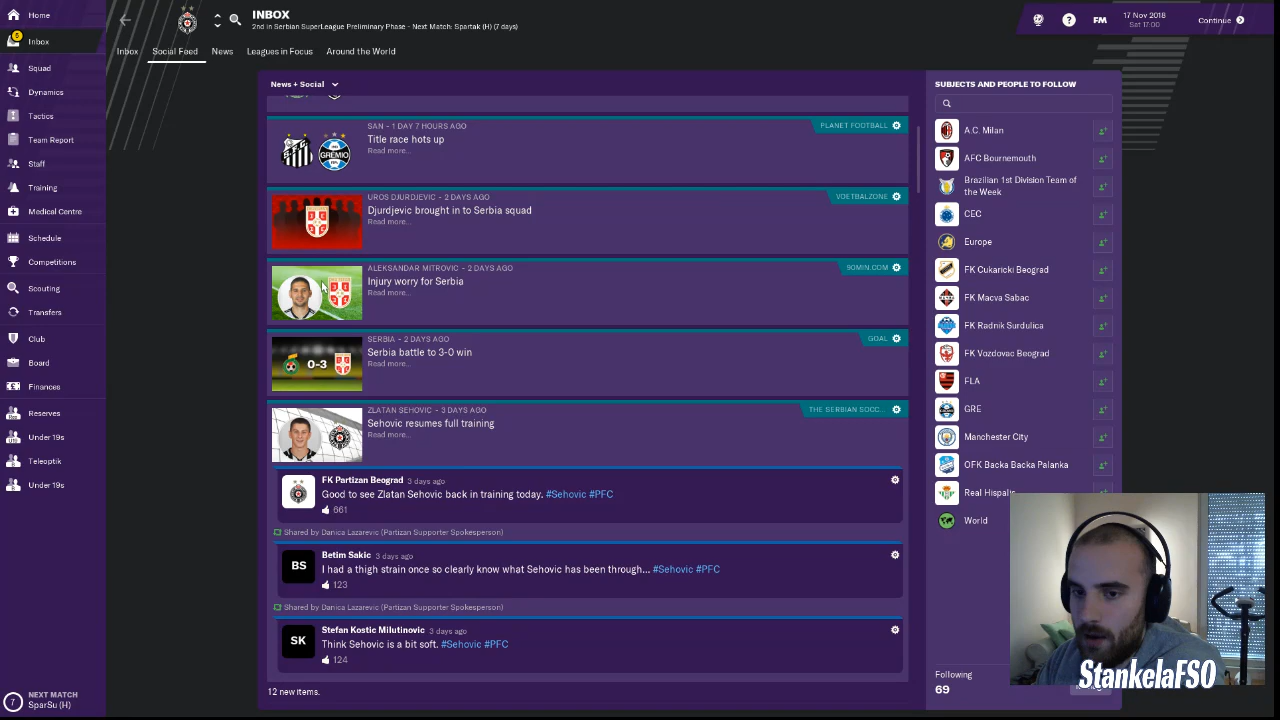 Home
5
Inbox
Squad
Dynamics
Tactics
Team Report
Staff
Training
Medical Centre
Schedule
Competitions
Scouting
Transfers
Club
Board
Finances
Reserves
Under 19s
Teleoptik
Under 19s
7
NEXT MATCH
SparSu (H)
INBOX
2nd in Serbian SuperLeague Preliminary Phase - Next Match: Spartak (H) (7 days)
?
FM
17 Nov 2018
Sat 17:00
Continue
Inbox
Social Feed
News
Leagues in Focus
Around the World
News + Social
SAN - 1 DAY 7 HOURS AGO
PLANET FOOTBALL
Title race hots up
Read more...
UROS DJURDJEVIC - 2 DAYS AGO
VOETBALZONE
Djurdjevic brought in to Serbia squad
Read more...
ALEKSANDAR MITROVIC - 2 DAYS AGO
90MIN.COM
Injury worry for Serbia
Read more...
SERBIA - 2 DAYS AGO
GOAL
0-3
Serbia battle to 3-0 win
Read more...
ZLATAN SEHOVIC - 3 DAYS AGO
THE SERBIAN SOCC...
Sehovic resumes full training
Read more...
FK Partizan Beograd 3 days ago
Good to see Zlatan Sehovic back in training today. #Sehovic #PFC
661
Shared by Danica Lazarevic (Partizan Supporter Spokesperson)
BS
Betim Sakic 3 days ago
I had a thigh strain once so clearly know what Sehovic has been through... #Sehovic #PFC
123
Shared by Danica Lazarevic (Partizan Supporter Spokesperson)
SK
Stefan Kostic Milutinovic 3 days ago
Think Sehovic is a bit soft. #Sehovic #PFC
124
12 new items.
SUBJECTS AND PEOPLE TO FOLLOW
A.C. Milan
AFC Bournemouth
Brazilian 1st Division Team of
the Week
CEC
Europe
FK Cukaricki Beograd
FK Macva Sabac
FK Radnik Surdulica
FK Vozdovac Beograd
FLA
GRE
Manchester City
OFK Backa Backa Palanka
Real Hispalis
World
Following
69
StankelaFSO